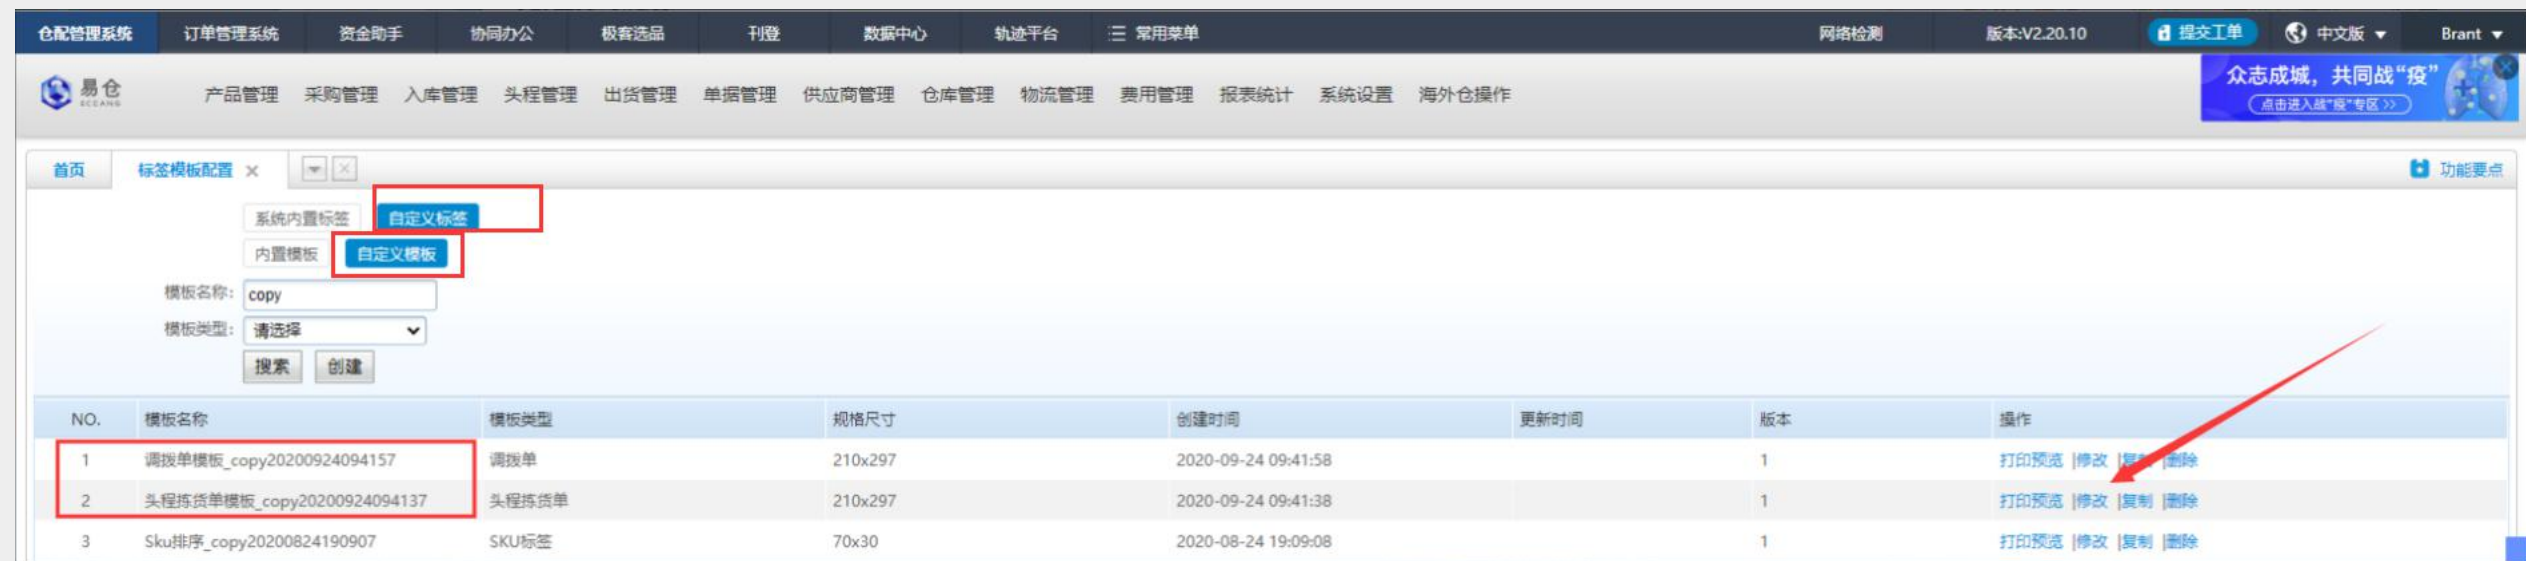 仓配管理系统 订单管理系统 资金助手 协同办公 极客选品 刊登 数据中心 轨迹平台 常用菜单 网络检测 版本:V2.20.10 提交工单 中文版 Brant
易仓 产品管理 采购管理 入库管理 头程管理 出货管理 单据管理 供应商管理 仓库管理 物流管理 费用管理 报表统计 系统设置 海外仓操作 众志成城，共同战“疫”
ECCANG 点击进入战“疫”专区 >>
首页 标签模板配置 功能要点
系统内置标签 自定义标签
内置模板 自定义模板
模板名称: copy
模板类型: 请选择
搜索 创建
NO. 模板名称 模板类型 规格尺寸 创建时间 更新时间 版本 操作
1 调拨单模板_copy20200924094157 调拨单 210x297 2020-09-24 09:41:58 1 打印预览 |修改 |复制 |删除
2 头程拣货单模板_copy20200924094137 头程拣货单 210x297 2020-09-24 09:41:38 1 打印预览 |修改 |复制 |删除
3 Sku排序_copy20200824190907 SKU标签 70x30 2020-08-24 19:09:08 1 打印预览 |修改 |复制 |删除